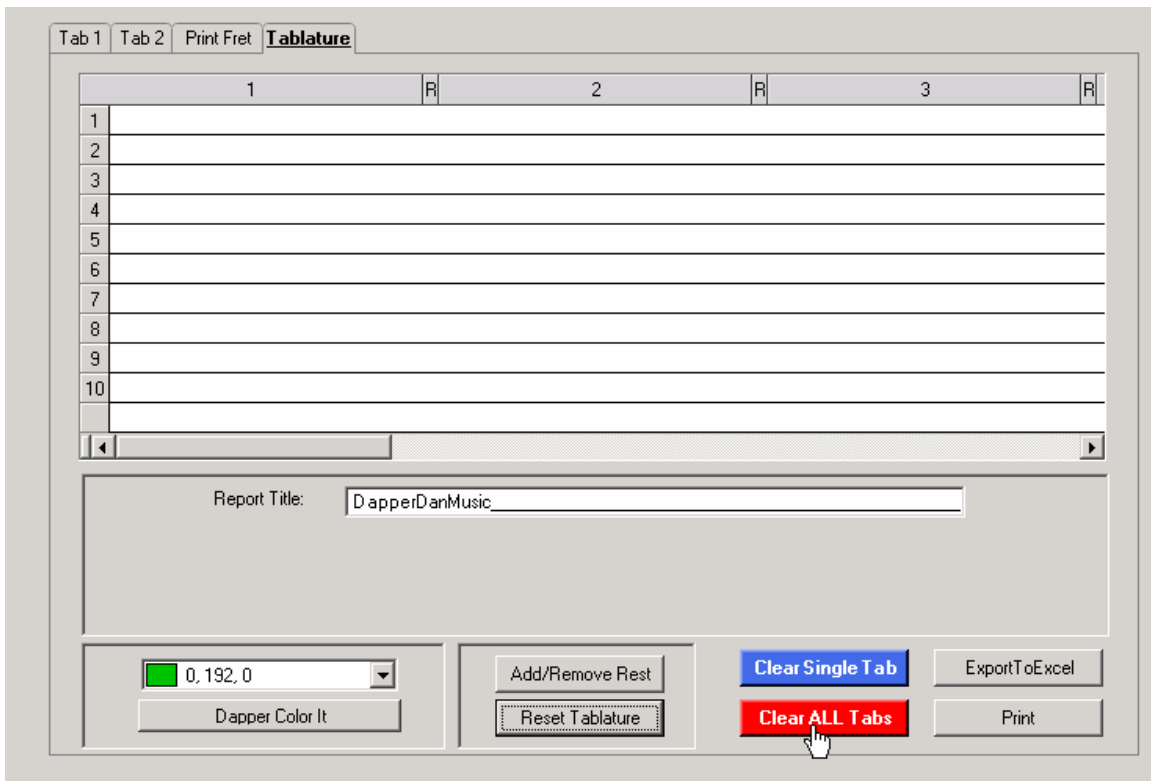 Tab 1 Tab 2 Print Fret Tablature
1 R 2 R 3 R
1
2
3
4
5
6
7
8
9
10
Report Title: DapperDanMusic
0, 192, 0 Add/Remove Rest Clear Single Tab ExportToExcel
Dapper Color It Reset Tablature Clear ALL Tabs Print